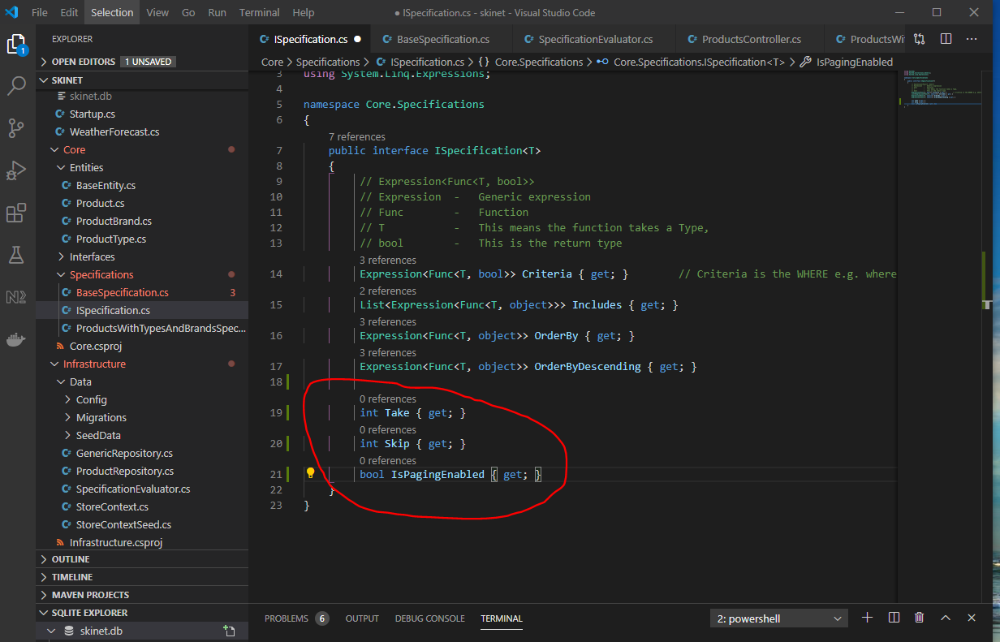 File Edit Selection View Go Run Terminal Help ● ISpecification.cs - skinet - Visual Studio Code
EXPLORER
OPEN EDITORS 1 UNSAVED
SKINET
skinet.db
Startup.cs
WeatherForecast.cs
Core
Entities
BaseEntity.cs
Product.cs
ProductBrand.cs
ProductType.cs
Interfaces
Specifications
BaseSpecification.cs 3
ISpecification.cs
ProductsWithTypesAndBrandsSpec...
Core.csproj
Infrastructure
Data
Config
Migrations
SeedData
GenericRepository.cs
ProductRepository.cs
SpecificationEvaluator.cs
StoreContext.cs
StoreContextSeed.cs
Infrastructure.csproj
OUTLINE
TIMELINE
MAVEN PROJECTS
SQLITE EXPLORER
skinet.db
1
N2
ISpecification.cs ● BaseSpecification.cs SpecificationEvaluator.cs ProductsController.cs ProductsWi
Core > Specifications > ISpecification.cs > {} Core.Specifications > Core.Specifications.ISpecification<T> > IsPagingEnabled
3 using System.Linq.Expressions;
4
5 namespace Core.Specifications
6 {
7 references
7 public interface ISpecification<T>
8 {
9 // Expression<Func<T, bool>>
10 // Expression - Generic expression
11 // Func - Function
12 // T - This means the function takes a Type,
13 // bool - This is the return type
3 references
14 Expression<Func<T, bool>> Criteria { get; } // Criteria is the WHERE e.g. where
2 references
15 List<Expression<Func<T, object>>> Includes { get; }
3 references
16 Expression<Func<T, object>> OrderBy { get; }
3 references
17 Expression<Func<T, object>> OrderByDescending { get; }
18
0 references
19 int Take { get; }
0 references
20 int Skip { get; }
0 references
21 bool IsPagingEnabled { get; }
22 }
23 }
PROBLEMS 6 OUTPUT DEBUG CONSOLE TERMINAL 2: powershell